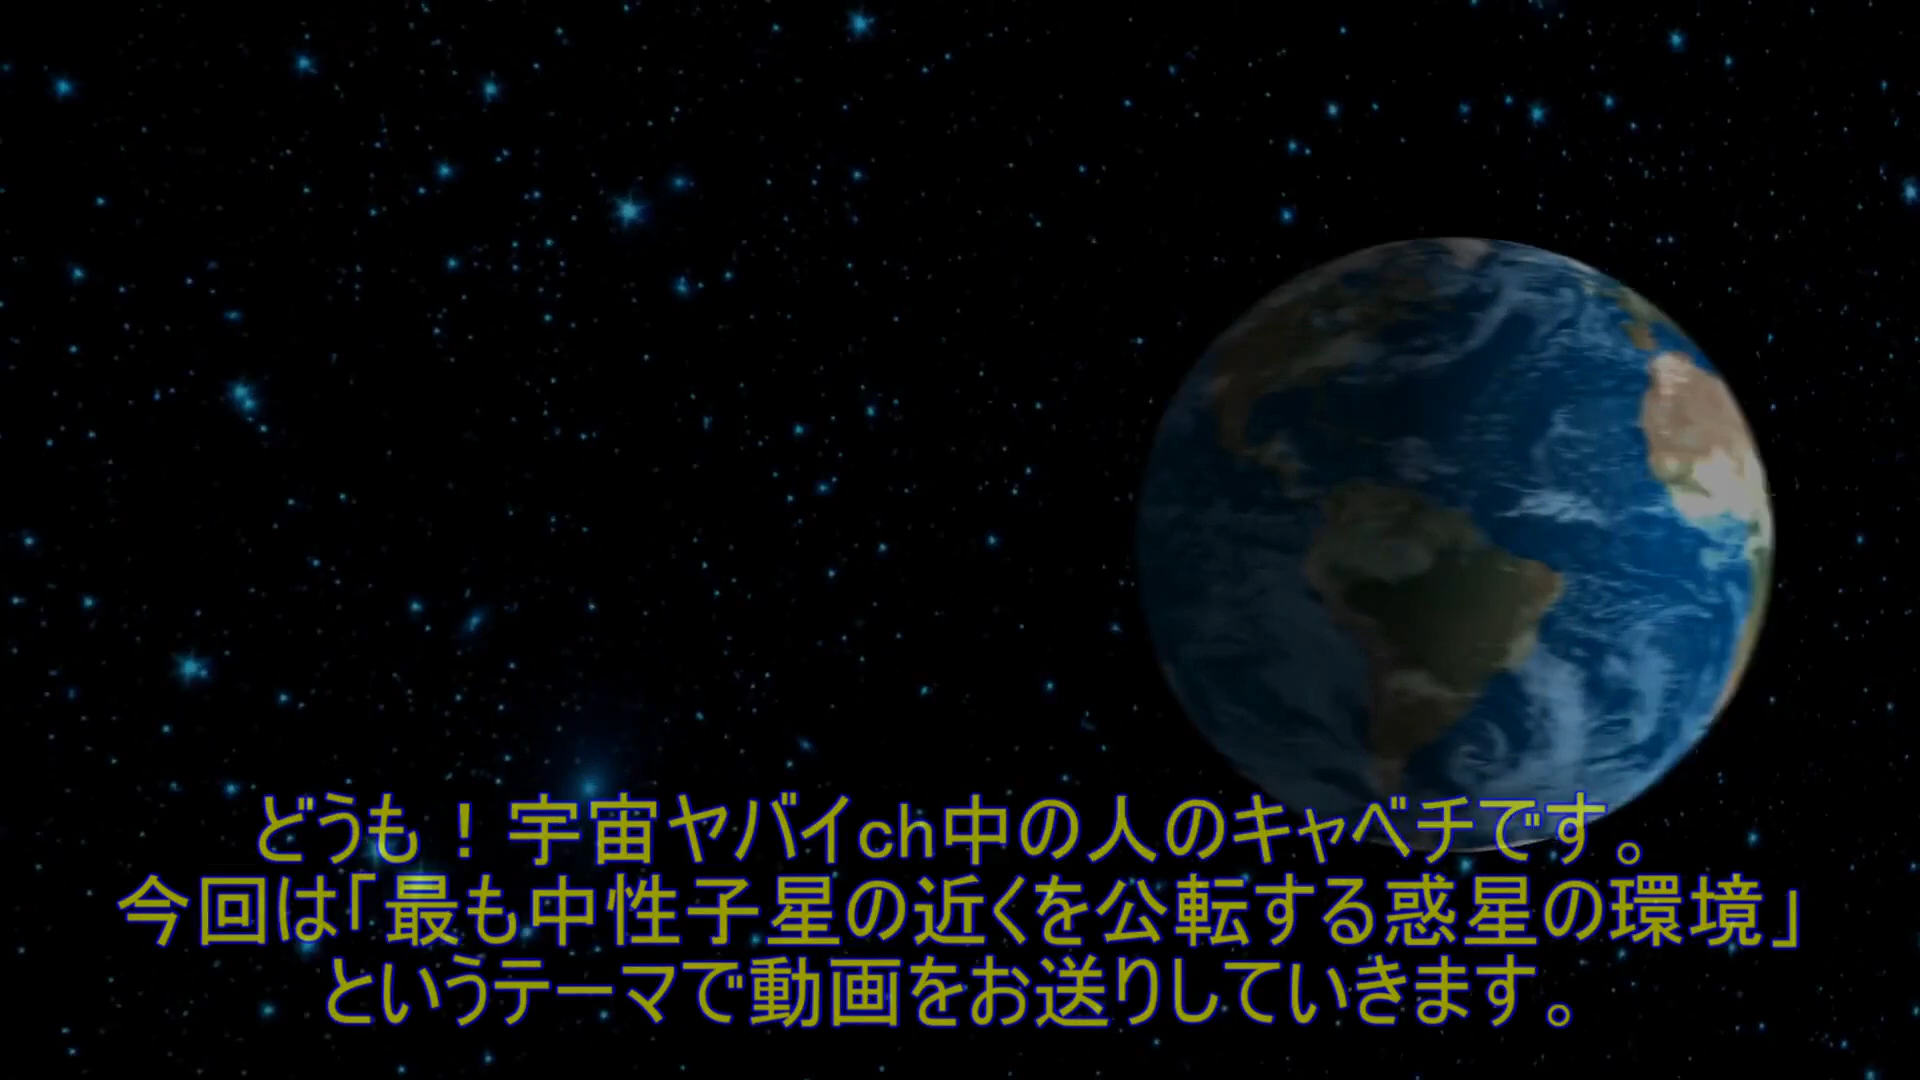 どうも！宇宙ヤバイch中の人のキャベチです。
今回は「最も中性子星の近くを公転する惑星の環境」
というテーマで動画をお送りしていきます。